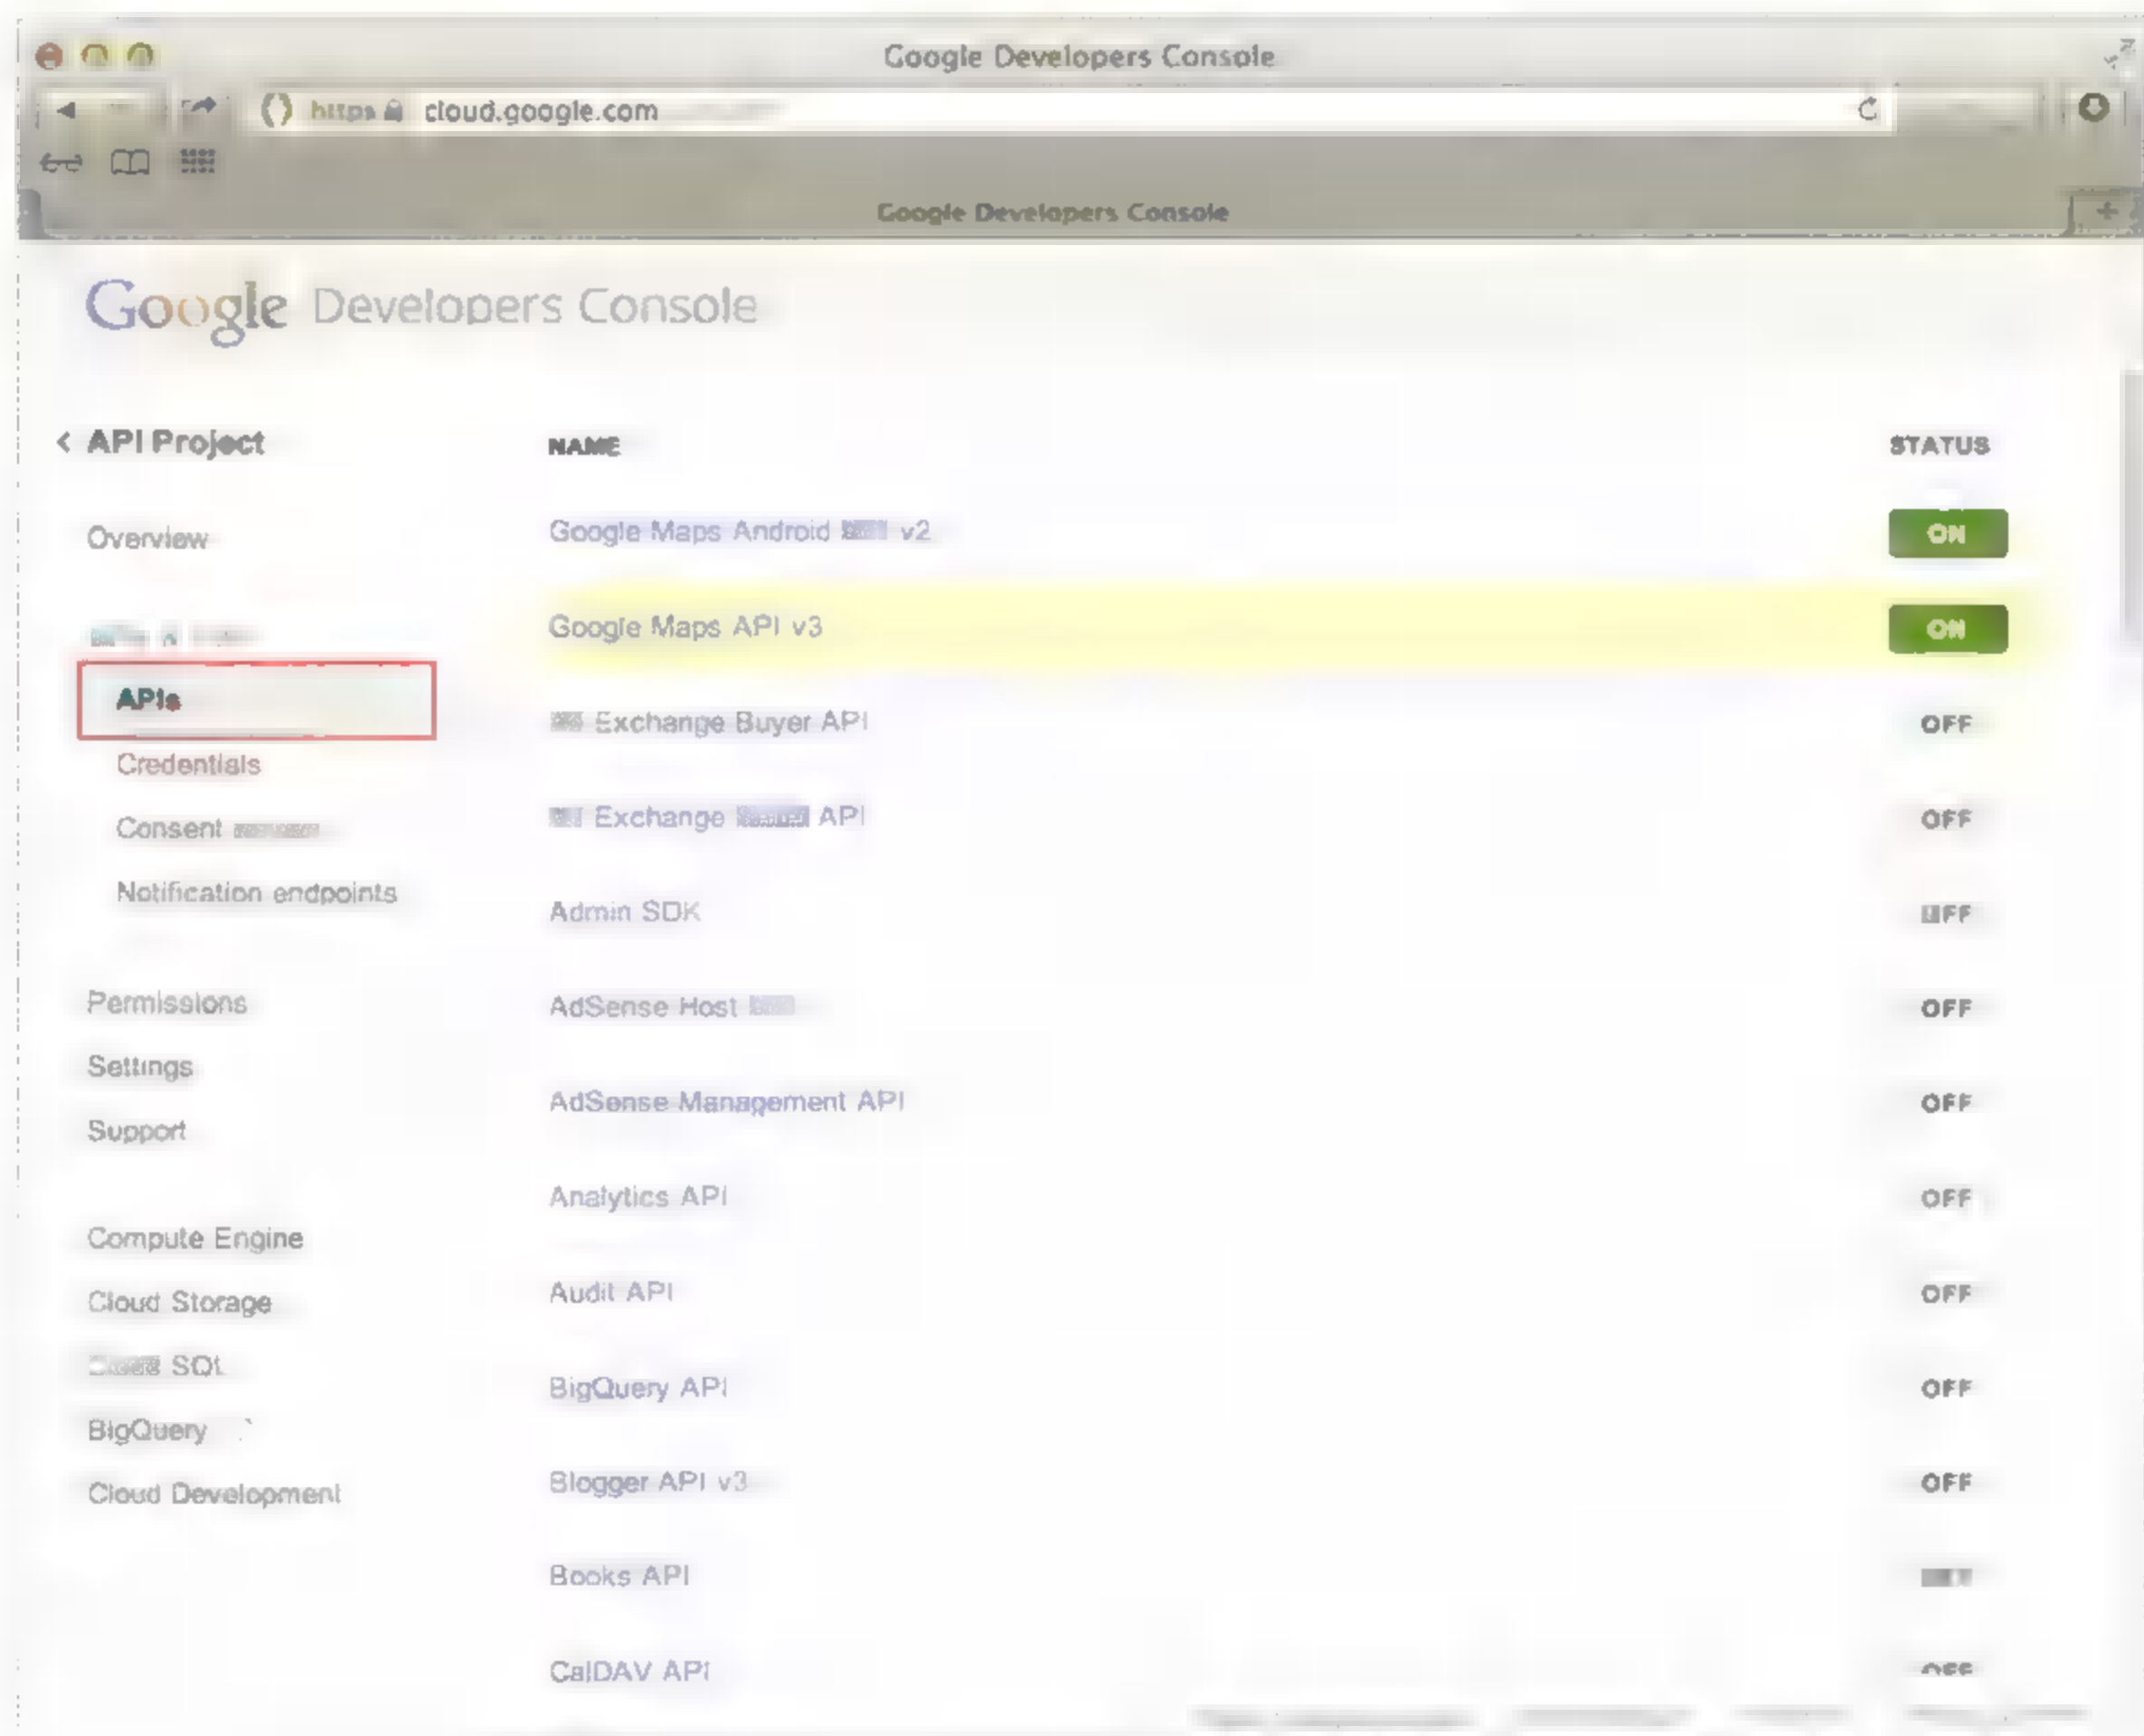 Google Developers Console
https cloud.google.com
Google Developers Console
Google Developers Console
< API Project
Overview
APIs
Credentials
Consent
Notification endpoints
Permissions
Settings
Support
Compute Engine
Cloud Storage
SQL
BigQuery
Cloud Development
NAME STATUS
Google Maps Android v2 ON
Google Maps API v3 ON
Exchange Buyer API OFF
Exchange API OFF
Admin SDK OFF
AdSense Host OFF
AdSense Management API OFF
Analytics API OFF
Audit API OFF
BigQuery API OFF
Blogger API v3 OFF
Books API
CalDAV API OFF